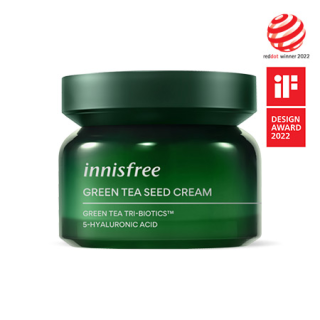 reddot winner 2022
iF
DESIGN
AWARD
2022
innisfree
GREEN TEA SEED CREAM
GREEN TEA TRI-BIOTICS™
5-HYALURONIC ACID